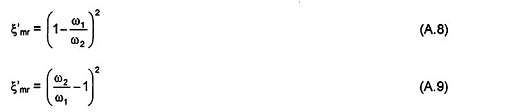 ξ'ₘᵣ = (1 − ω₁/ω₂)² (A.8)
ξ'ₘᵣ = (ω₂/ω₁ − 1)² (A.9)